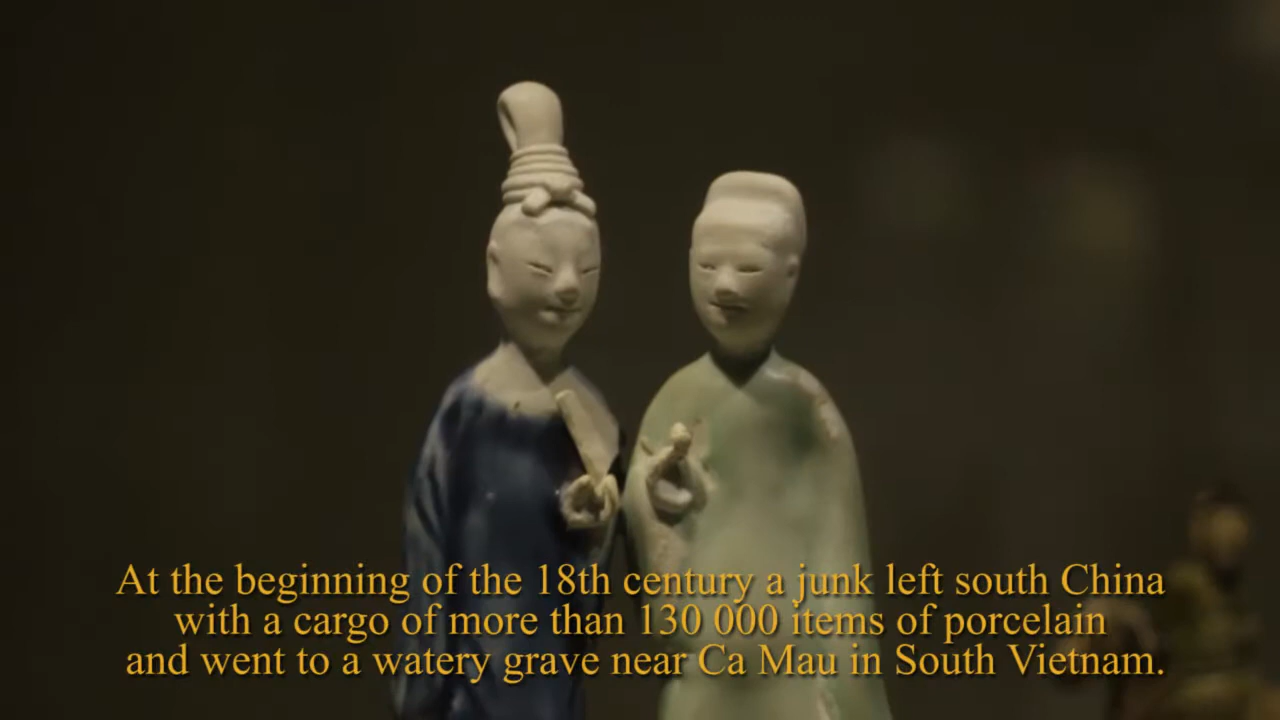 At the beginning of the 18th century a junk left south China
with a cargo of more than 130 000 items of porcelain
and went to a watery grave near Ca Mau in South Vietnam.